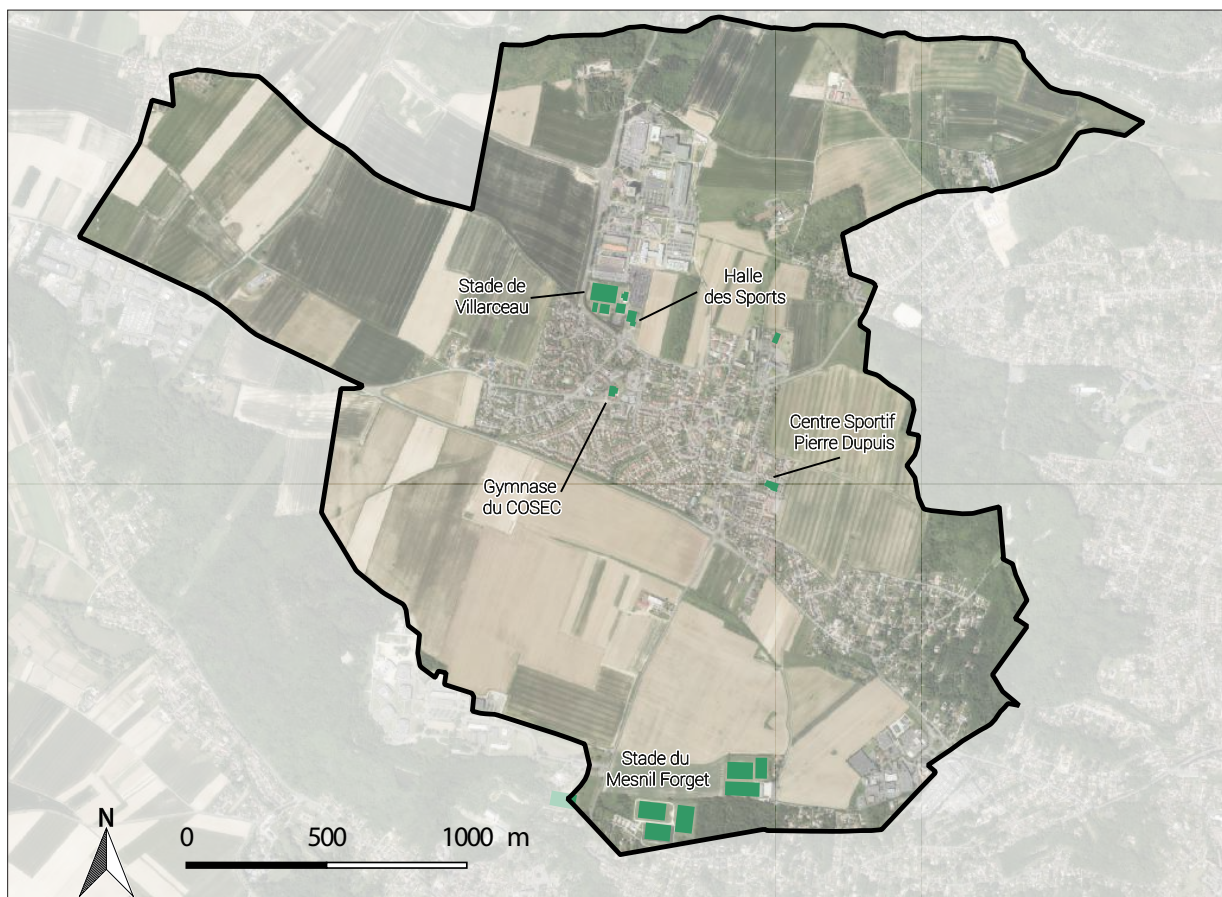 Stade de
Villarceau
Halle
des Sports
Centre Sportif
Pierre Dupuis
Gymnase
du COSEC
Stade du
Mesnil Forget
N
0 500 1000 m